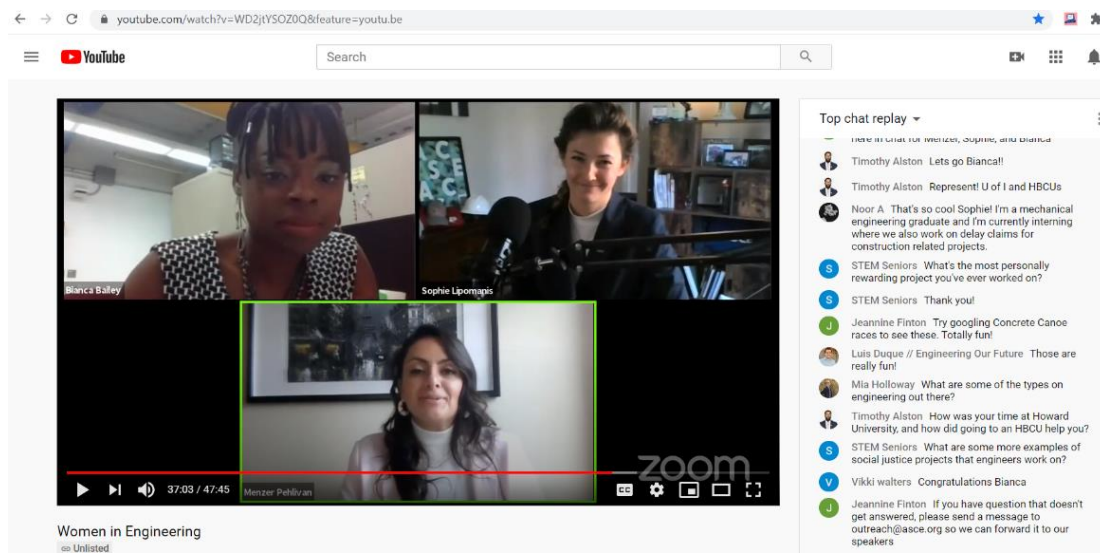 youtube.com/watch?v=WD2jtYSOZ0Q&feature=youtu.be
YouTube
Search
ASC
ASCE
ASCE
Bianca Bailey
Sophie Lipomanis
Menzer Pehlivan
zoom
37:03 / 47:45
CC
Women in Engineering
Unlisted
Top chat replay
here in chat for Menzer, Sophie, and Bianca
Timothy Alston Lets go Bianca!!
Timothy Alston Represent! U of I and HBCUs
Noor A That's so cool Sophie! I'm a mechanical
engineering graduate and I'm currently interning
where we also work on delay claims for
construction related projects.
S
STEM Seniors What's the most personally
rewarding project you've ever worked on?
S
STEM Seniors Thank you!
J
Jeannine Finton Try googling Concrete Canoe
races to see these. Totally fun!
Luis Duque // Engineering Our Future Those are
really fun!
Mia Holloway What are some of the types on
engineering out there?
Timothy Alston How was your time at Howard
University, and how did going to an HBCU help you?
S
STEM Seniors What are some more examples of
social justice projects that engineers work on?
V
Vikki walters Congratulations Bianca
J
Jeannine Finton If you have question that doesn't
get answered, please send a message to
outreach@asce.org so we can forward it to our
speakers